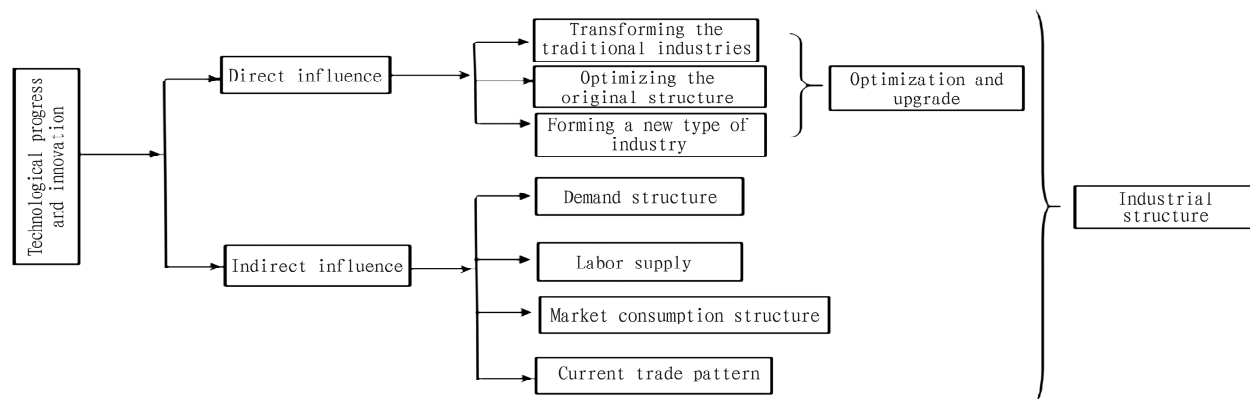 Technological progress
and innovation
Direct influence
Transforming the
traditional industries
Optimizing the
original structure
Forming a new type of
industry
Optimization and
upgrade
Indirect influence
Demand structure
Labor supply
Market consumption structure
Current trade pattern
Industrial
structure